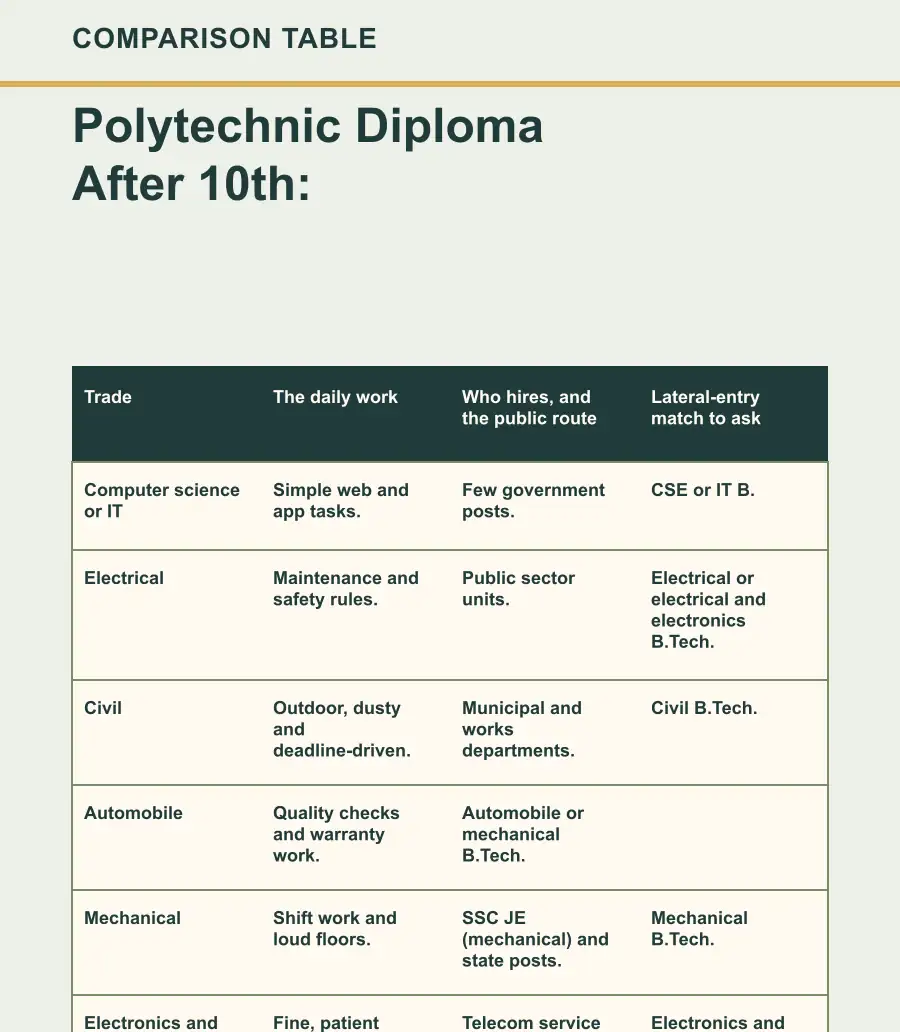 COMPARISON TABLE
Polytechnic Diploma
After 10th:
Trade
The daily work
Who hires, and
the public route
Lateral-entry
match to ask
Computer science
or IT
Simple web and
app tasks.
Few government
posts.
CSE or IT B.
Electrical
Maintenance and
safety rules.
Public sector
units.
Electrical or
electrical and
electronics
B.Tech.
Civil
Outdoor, dusty
and
deadline-driven.
Municipal and
works
departments.
Civil B.Tech.
Automobile
Quality checks
and warranty
work.
Automobile or
mechanical
B.Tech.
Mechanical
Shift work and
loud floors.
SSC JE
(mechanical) and
state posts.
Mechanical
B.Tech.
Electronics and
Fine, patient
Telecom service
Electronics and